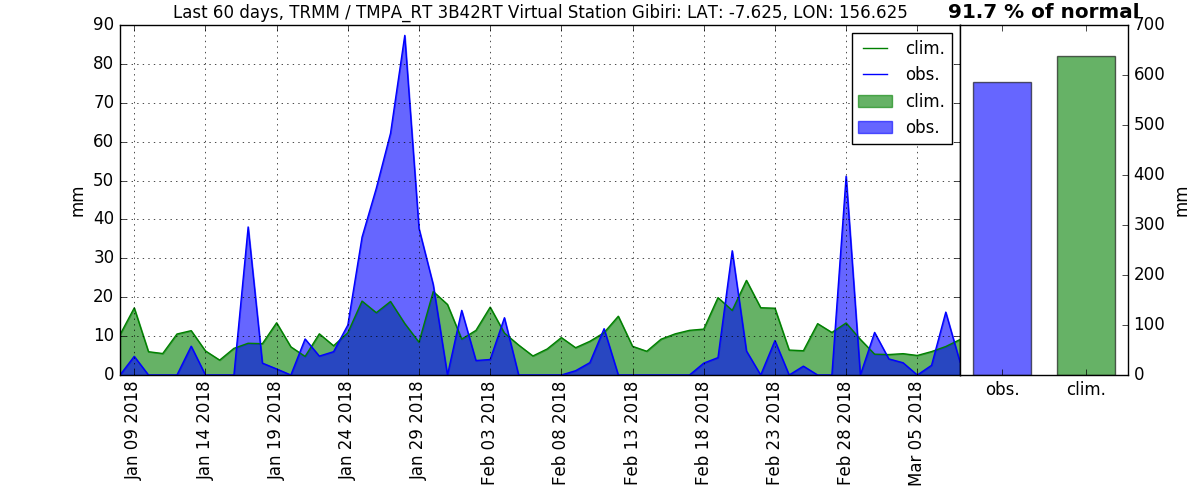 Last 60 days, TRMM / TMPA_RT 3B42RT Virtual Station Gibiri: LAT: -7.625, LON: 156.625
91.7 % of normal
90
80
70
60
50
40
30
20
10
0
mm
clim.
obs.
clim.
obs.
700
600
500
400
300
200
100
0
mm
Jan 09 2018
Jan 14 2018
Jan 19 2018
Jan 24 2018
Jan 29 2018
Feb 03 2018
Feb 08 2018
Feb 13 2018
Feb 18 2018
Feb 23 2018
Feb 28 2018
Mar 05 2018
obs.
clim.